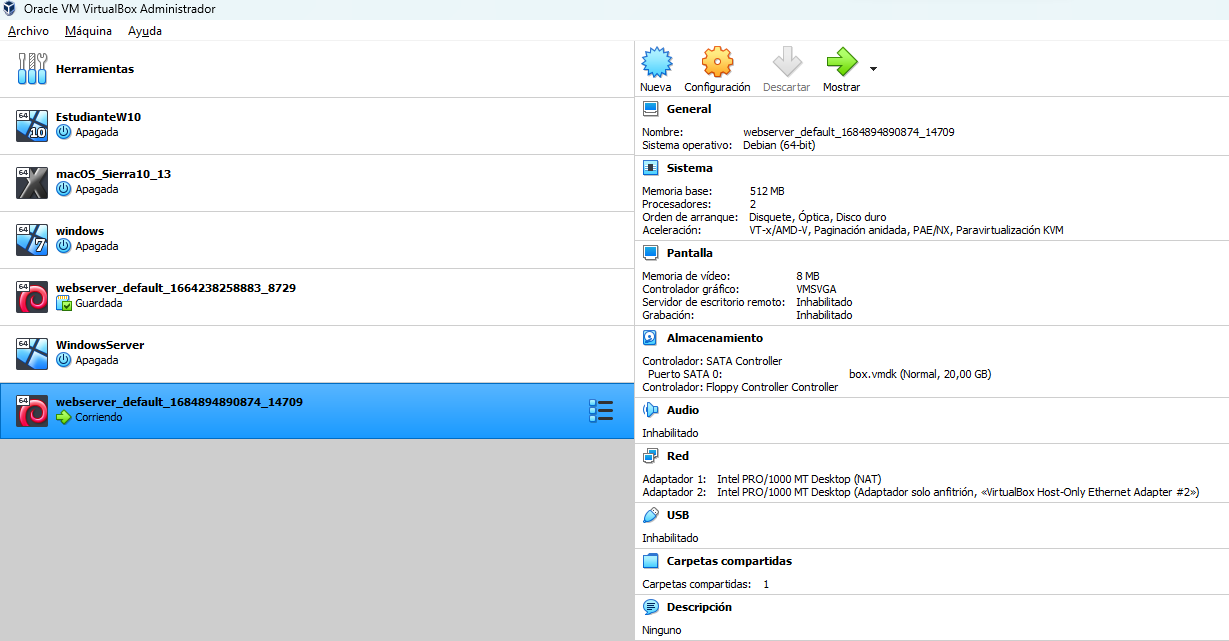 Oracle VM VirtualBox Administrador
Archivo Máquina Ayuda
Herramientas
64 10
EstudianteW10
Apagada
64 X
macOS_Sierra10_13
Apagada
64 7
windows
Apagada
64
webserver_default_1664238258883_8729
Guardada
64
WindowsServer
Apagada
64
webserver_default_1684894890874_14709
Corriendo
Nueva Configuración Descartar Mostrar
General
Nombre: webserver_default_1684894890874_14709
Sistema operativo: Debian (64-bit)
Sistema
Memoria base: 512 MB
Procesadores: 2
Orden de arranque: Disquete, Óptica, Disco duro
Aceleración: VT-x/AMD-V, Paginación anidada, PAE/NX, Paravirtualización KVM
Pantalla
Memoria de vídeo: 8 MB
Controlador gráfico: VMSVGA
Servidor de escritorio remoto: Inhabilitado
Grabación: Inhabilitado
Almacenamiento
Controlador: SATA Controller
Puerto SATA 0: box.vmdk (Normal, 20,00 GB)
Controlador: Floppy Controller Controller
Audio
Inhabilitado
Red
Adaptador 1: Intel PRO/1000 MT Desktop (NAT)
Adaptador 2: Intel PRO/1000 MT Desktop (Adaptador solo anfitrión, «VirtualBox Host-Only Ethernet Adapter #2»)
USB
Inhabilitado
Carpetas compartidas
Carpetas compartidas: 1
Descripción
Ninguno